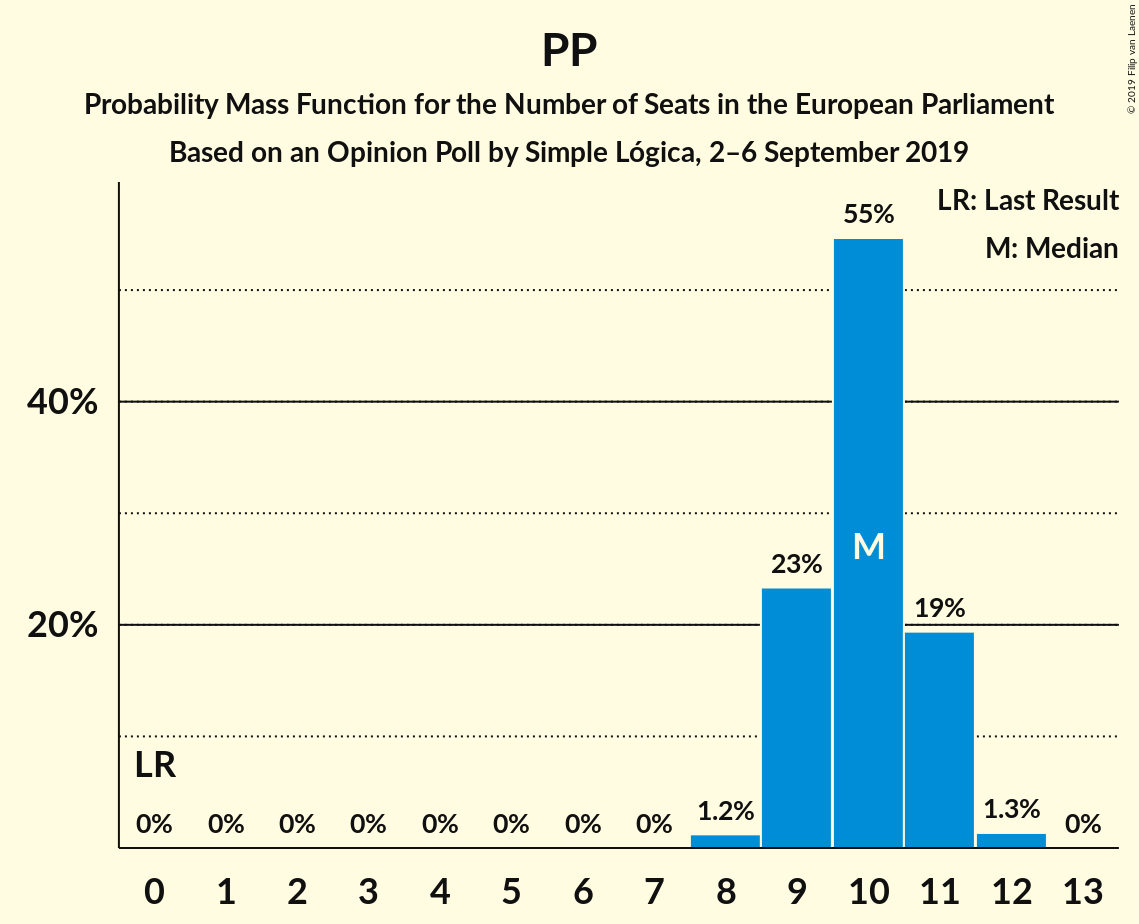 PP
Probability Mass Function for the Number of Seats in the European Parliament
Based on an Opinion Poll by Simple Lógica, 2–6 September 2019
© 2019 Filip van Laenen
LR: Last Result
M: Median
55%
40%
M
23%
19%
20%
LR
0% 0% 0% 0% 0% 0% 0% 0% 1.2% 1.3% 0%
0 1 2 3 4 5 6 7 8 9 10 11 12 13